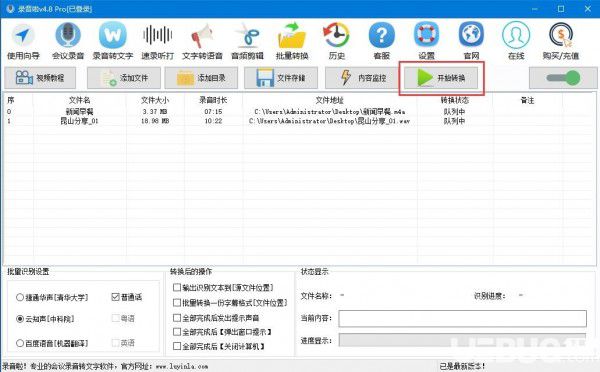 录音啦v4.8 Pro[已登录]
使用向导 会议录音 录音转文字 速录听打 文字转语音 音频剪辑 批量转换 历史 客服 设置 官网 在线 购买/充值
视频教程 添加文件 添加目录 文件存储 内容监控 开始转换
序 文件名 文件大小 录音时长 文件地址 转换状态 备注
0 新闻早餐 3.37 MB 07:15 C:\Users\Administrator\Desktop\新闻早餐.m4a 队列中
1 昆山分享_01 18.98 MB 10:22 C:\Users\Administrator\Desktop\昆山分享_01.wav 队列中
批量识别设置 转换后的操作 状态显示
捷通华声[清华大学] 普通话
云知声[中科院] 粤语
百度语音[机器翻译] 英语
输出识别文本到[源文件位置]
批量转换一份字幕格式[文件位置]
全部完成后发出提示声音
全部完成后【弹出窗口提示】
全部完成后【关闭计算机】
文件名称： - 识别进度： -
当前内容：
进度显示：
录音啦！专业的会议录音转文字软件，官方网址：www.luyinla.com 已是最新版本！